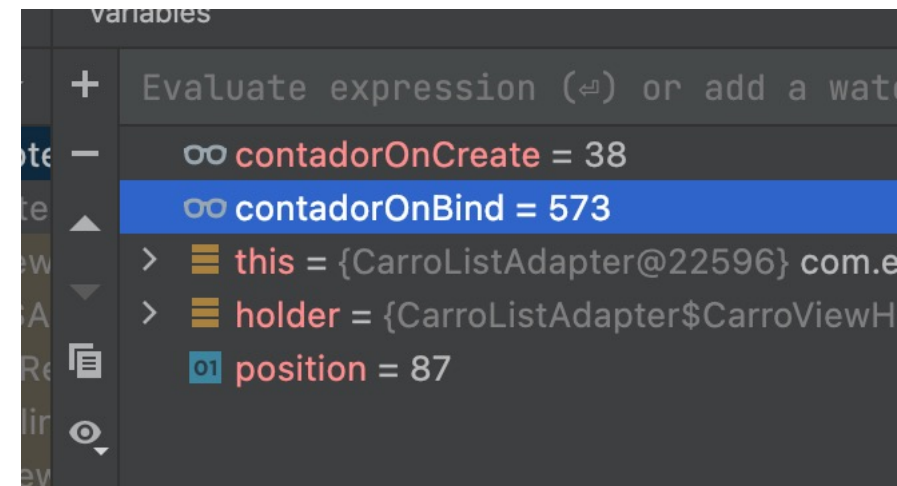 Variables
Evaluate expression (⏎) or add a wat
contadorOnCreate = 38
contadorOnBind = 573
this = {CarroListAdapter@22596} com.e
holder = {CarroListAdapter$CarroViewH
01 position = 87